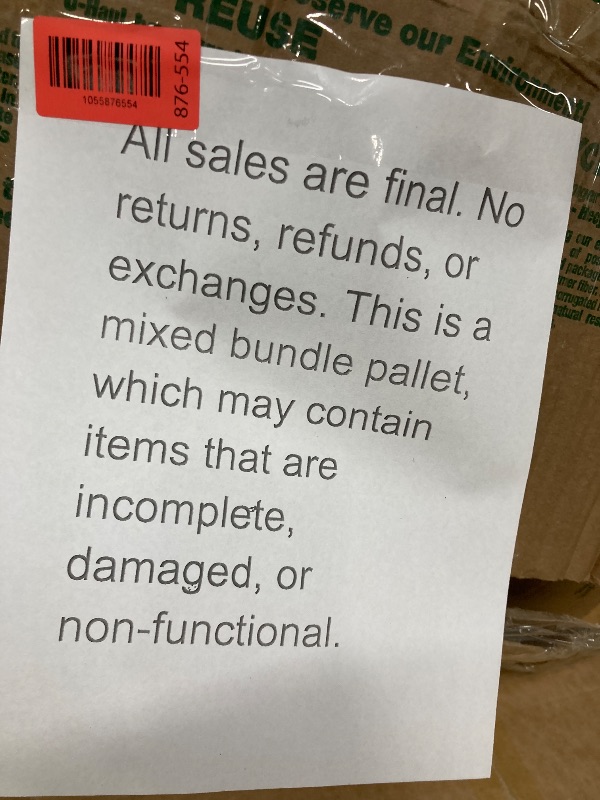 REUSE
serve our Environment
1055876554
876-554
All sales are final. No
returns, refunds, or
exchanges. This is a
mixed bundle pallet,
which may contain
items that are
incomplete,
damaged, or
non-functional.